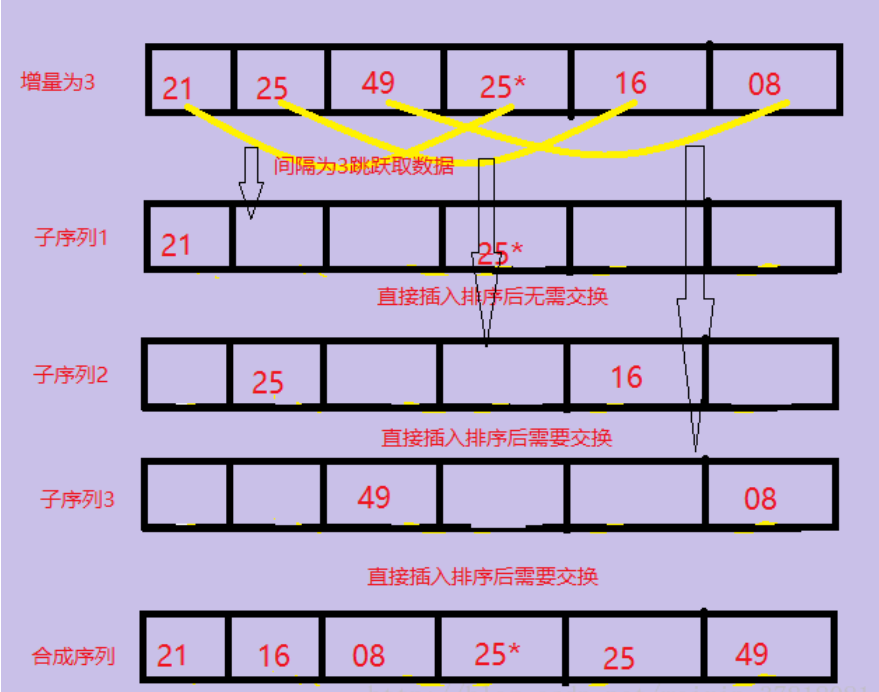 增量为3 21 25 49 25* 16 08
间隔为3跳跃取数据
子序列1 21 25*
直接插入排序后无需交换
子序列2 25 16
直接插入排序后需要交换
子序列3 49 08
直接插入排序后需要交换
合成序列 21 16 08 25* 25 49